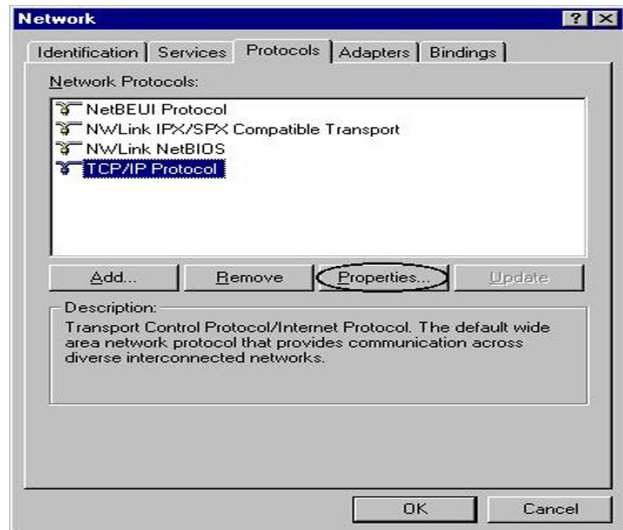 Network
Identification Services Protocols Adapters Bindings
Network Protocols:
NetBEUI Protocol
NWLink IPX/SPX Compatible Transport
NWLink NetBIOS
TCP/IP Protocol
Add... Remove Properties... Update
Description:
Transport Control Protocol/Internet Protocol. The default wide
area network protocol that provides communication across
diverse interconnected networks.
OK Cancel